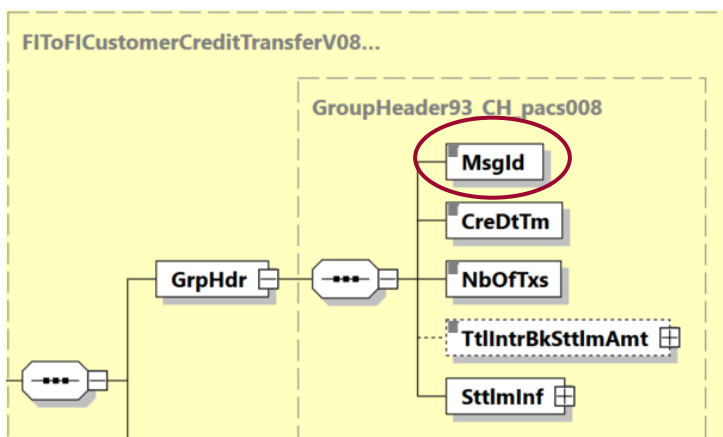 FIToFICustomerCreditTransferV08...
GroupHeader93_CH_pacs008
MsgId
CreDtTm
GrpHdr
NbOfTxs
TtlIntrBkSttlmAmt
SttlmInf